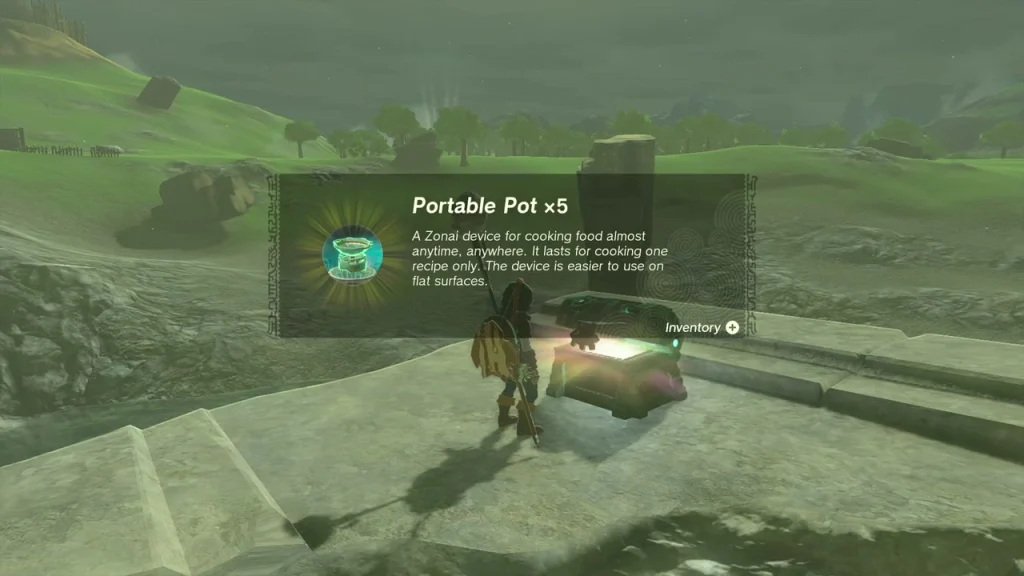 Portable Pot ×5
A Zonai device for cooking food almost
anytime, anywhere. It lasts for cooking one
recipe only. The device is easier to use on
flat surfaces.
Inventory +